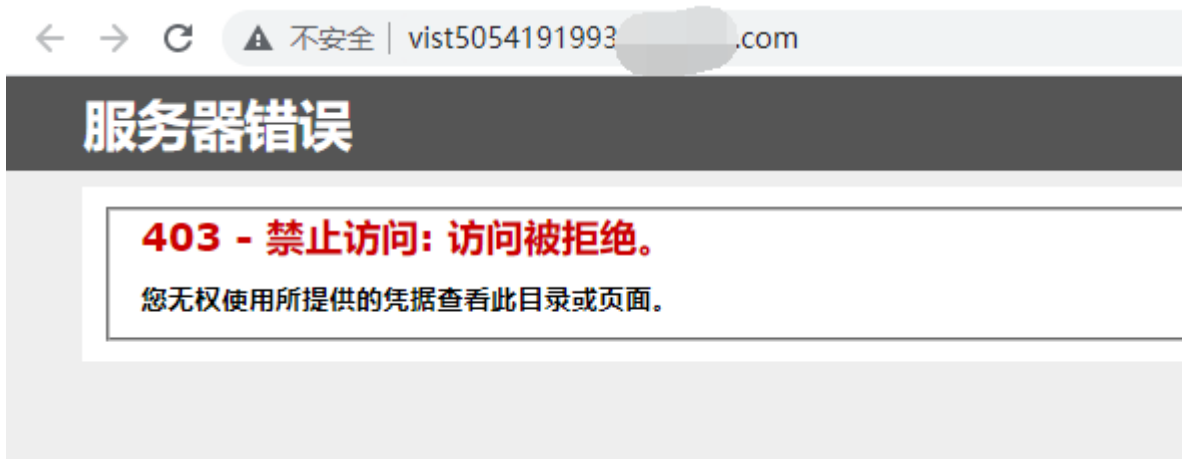 不安全 vist5054191993 .com
服务器错误
403 - 禁止访问: 访问被拒绝。
您无权使用所提供的凭据查看此目录或页面。